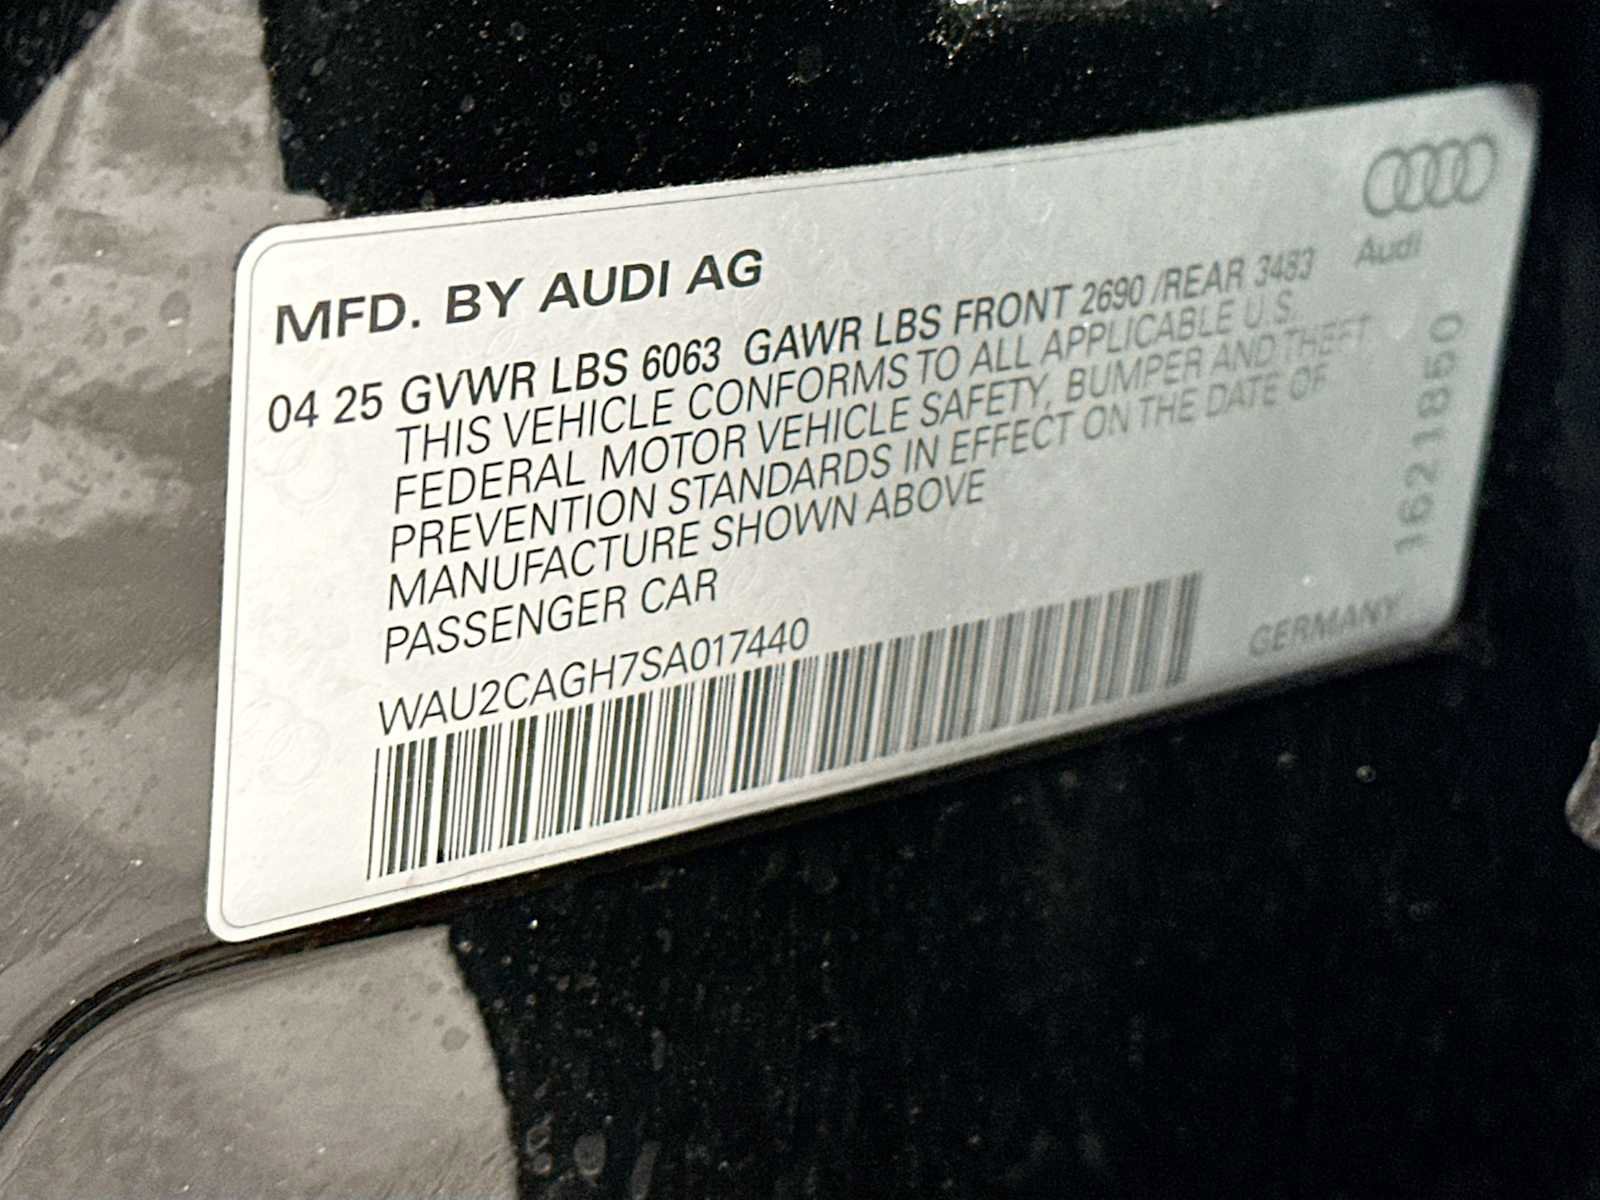 Audi
MFD. BY AUDI AG
04 25 GVWR LBS 6063 GAWR LBS FRONT 2690 /REAR 3483
THIS VEHICLE CONFORMS TO ALL APPLICABLE U.S.
FEDERAL MOTOR VEHICLE SAFETY, BUMPER AND THEFT
PREVENTION STANDARDS IN EFFECT ON THE DATE OF
MANUFACTURE SHOWN ABOVE
PASSENGER CAR
WAU2CAGH7SA017440
GERMANY
1621850